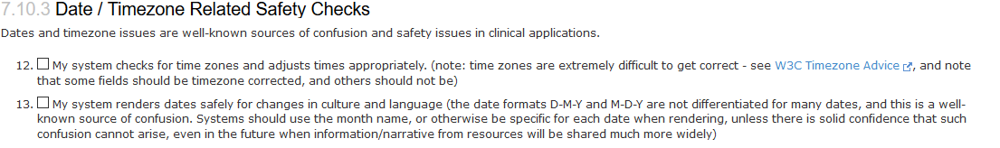 7.10.3 Date / Timezone Related Safety Checks
Dates and timezone issues are well-known sources of confusion and safety issues in clinical applications.
12. My system checks for time zones and adjusts times appropriately. (note: time zones are extremely difficult to get correct - see W3C Timezone Advice, and note
that some fields should be timezone corrected, and others should not be)
13. My system renders dates safely for changes in culture and language (the date formats D-M-Y and M-D-Y are not differentiated for many dates, and this is a well-
known source of confusion. Systems should use the month name, or otherwise be specific for each date when rendering, unless there is solid confidence that such
confusion cannot arise, even in the future when information/narrative from resources will be shared much more widely)